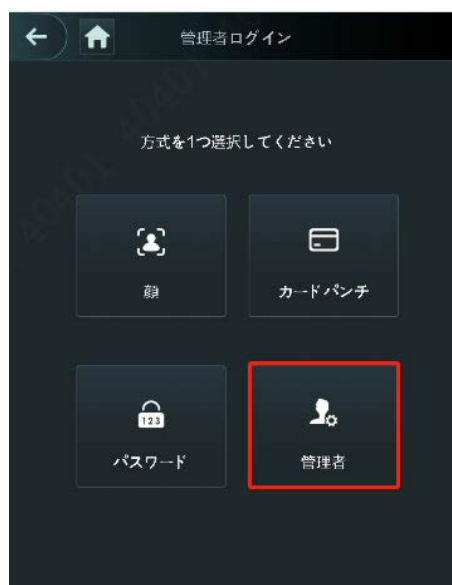 管理者ログイン
方式を1つ選択してください
顔
カードパンチ
123
パスワード
管理者